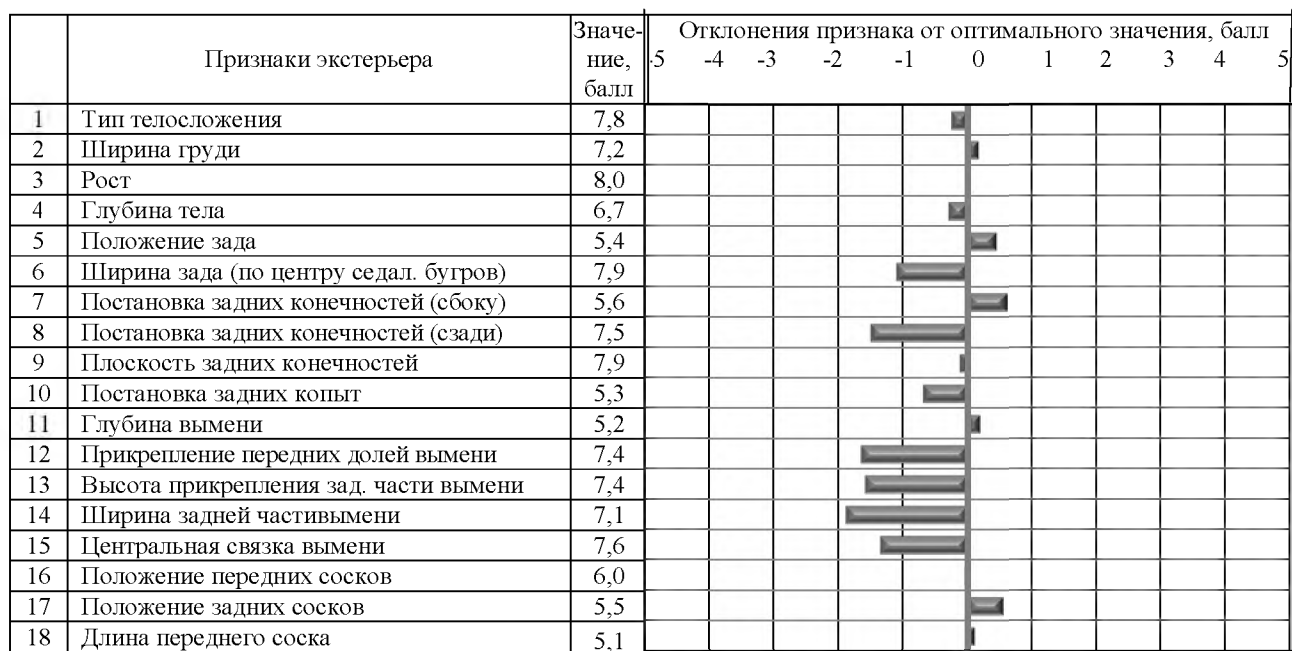 Признаки экстерьера
Значе-
ние,
балл
Отклонения признака от оптимального значения, балл
-5 -4 -3 -2 -1 0 1 2 3 4 5
1 Тип телосложения 7,8
2 Ширина груди 7,2
3 Рост 8,0
4 Глубина тела 6,7
5 Положение зада 5,4
6 Ширина зада (по центру седал. бугров) 7,9
7 Постановка задних конечностей (сбоку) 5,6
8 Постановка задних конечностей (сзади) 7,5
9 Плоскость задних конечностей 7,9
10 Постановка задних копыт 5,3
11 Глубина вымени 5,2
12 Прикрепление передних долей вымени 7,4
13 Высота прикрепления зад. части вымени 7,4
14 Ширина задней частивымени 7,1
15 Центральная связка вымени 7,6
16 Положение передних сосков 6,0
17 Положение задних сосков 5,5
18 Длина переднего соска 5,1